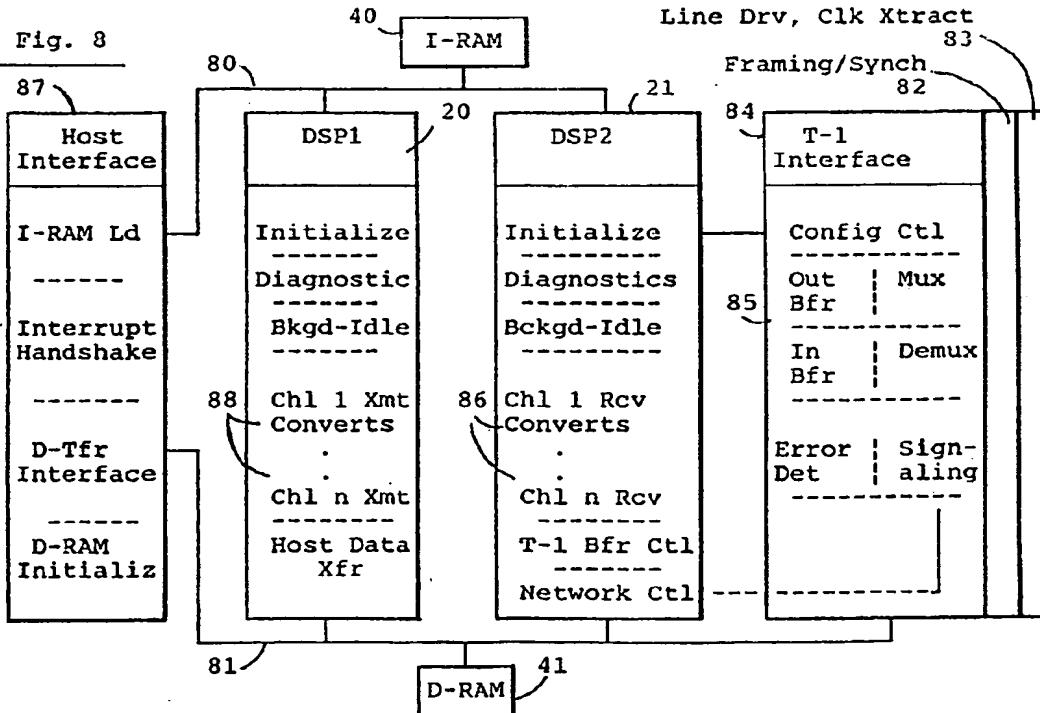 Fig. 8
40
I-RAM
Line Drv, Clk Xtract
83
Framing/Synch
82
80
87
Host
Interface
I-RAM Ld
------
Interrupt
Handshake
-------
D-Tfr
Interface
------
D-RAM
Initializ
20
DSP1
Initialize
--------
Diagnostic
--------
Bkgd-Idle
--------
88
Chl 1 Xmt
Converts
.
.
Chl n Xmt
---------
Host Data
Xfr
21
DSP2
Initialize
--------
Diagnostics
--------
Bckgd-Idle
--------
86
Chl 1 Rcv
Converts
.
.
Chl n Rcv
--------
T-1 Bfr Ctl
--------
Network Ctl
84
T-1
Interface
Config Ctl
85
Out Bfr
Mux
In Bfr
Demux
Error Det
Sign-
aling
81
D-RAM
41